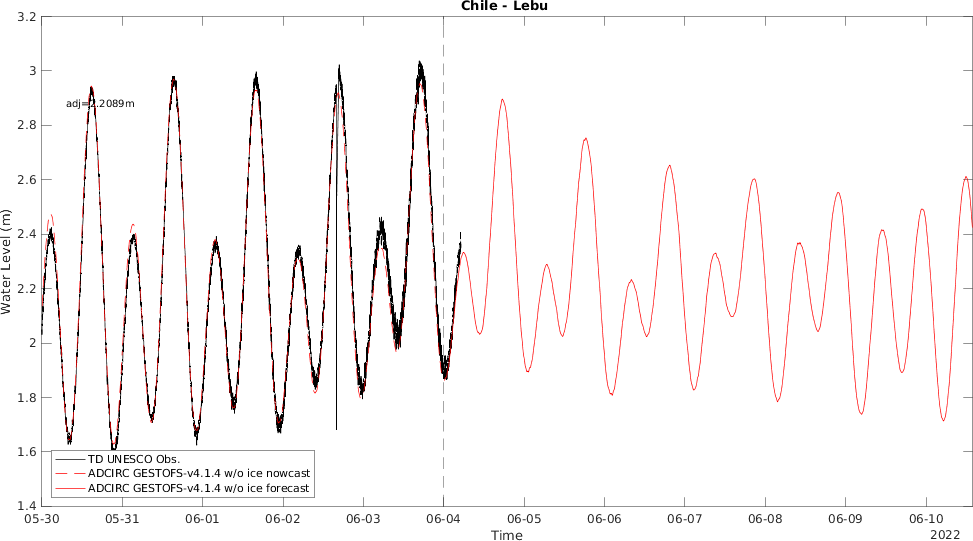 Chile - Lebu
3.2
3
2.8
2.6
2.4
2.2
2
1.8
1.6
1.4
Water Level (m)
adj=2.2089m
TD UNESCO Obs.
ADCIRC GESTOFS-v4.1.4 w/o ice nowcast
ADCIRC GESTOFS-v4.1.4 w/o ice forecast
05-30 05-31 06-01 06-02 06-03 06-04 06-05 06-06 06-07 06-08 06-09 06-10
Time
2022